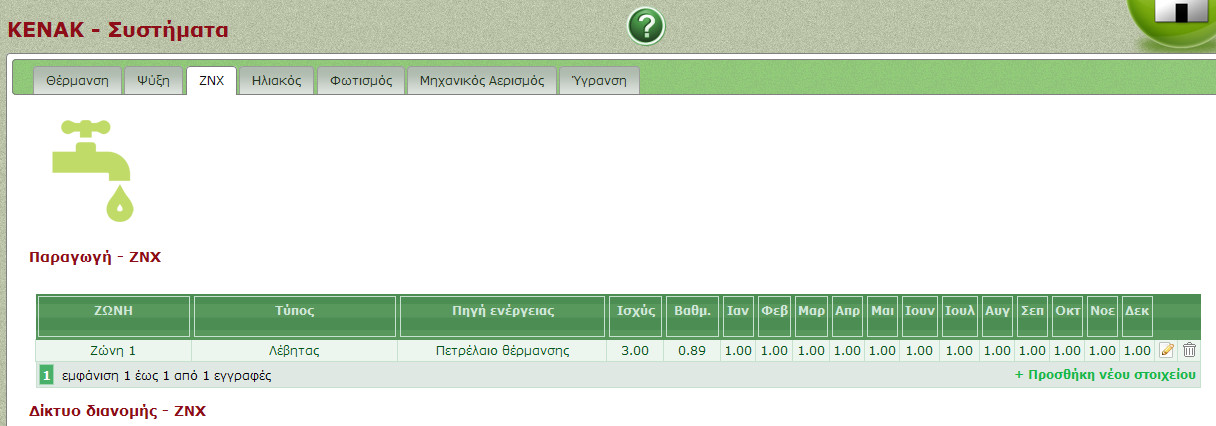 ΚΕΝΑΚ - Συστήματα
?
Θέρμανση Ψύξη ΖΝΧ Ηλιακός Φωτισμός Μηχανικός Αερισμός Ύγρανση
Παραγωγή - ΖΝΧ
ΖΩΝΗ Τύπος Πηγή ενέργειας Ισχύς Βαθμ. Ιαν Φεβ Μαρ Απρ Μαι Ιουν Ιουλ Αυγ Σεπ Οκτ Νοε Δεκ
Ζώνη 1 Λέβητας Πετρέλαιο θέρμανσης 3.00 0.89 1.00 1.00 1.00 1.00 1.00 1.00 1.00 1.00 1.00 1.00 1.00 1.00
1 εμφάνιση 1 έως 1 από 1 εγγραφές + Προσθήκη νέου στοιχείου
Δίκτυο διανομής - ΖΝΧ